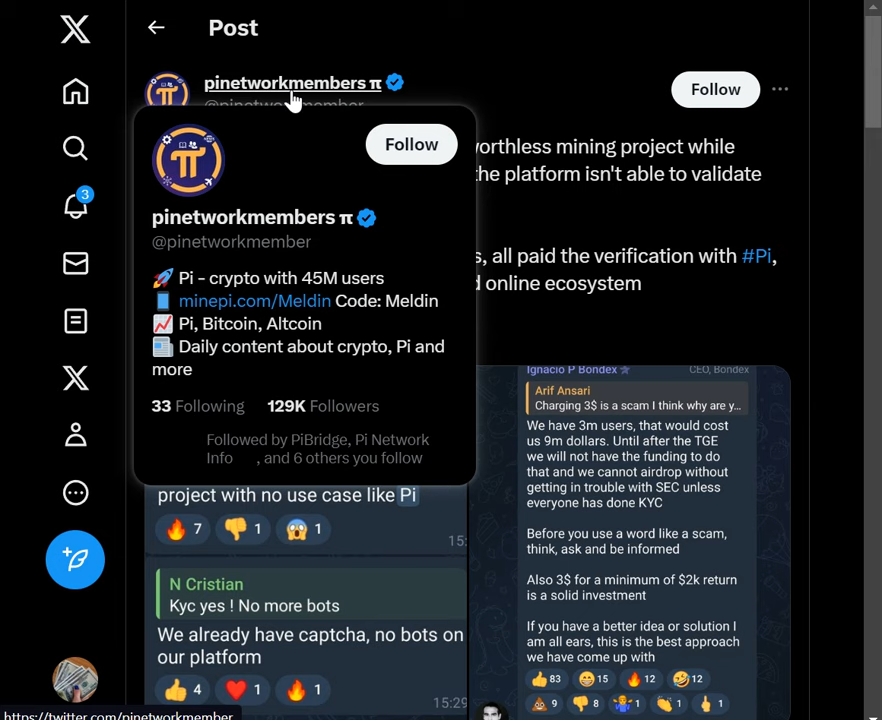 Post
pinetworkmembers π
Follow
orthless mining project while
the platform isn't able to validate
s, all paid the verification with #Pi,
d online ecosystem
Follow
pinetworkmembers π
@pinetworkmember
🚀 Pi - crypto with 45M users
📱 minepi.com/Meldin Code: Meldin
📈 Pi, Bitcoin, Altcoin
📰 Daily content about crypto, Pi and
more
33 Following 129K Followers
Followed by PiBridge, Pi Network
Info , and 6 others you follow
3
project with no use case like Pi
🔥 7 👎 1 😱 1
15:
N Cristian
Kyc yes ! No more bots
We already have captcha, no bots on
our platform
👍 4 ❤️ 1 🔥 1
15:29
Ignacio P Bondex CEO, Bondex
Arif Ansari
Charging 3$ is a scam I think why are y...
We have 3m users, that would cost
us 9m dollars. Until after the TGE
we will not have the funding to do
that and we cannot airdrop without
getting in trouble with SEC unless
everyone has done KYC
Before you use a word like a scam,
think, ask and be informed
Also 3$ for a minimum of $2k return
is a solid investment
If you have a better idea or solution I
am all ears, this is the best approach
we have come up with
👍 83 😁 15 🔥 12 🤣 12
💩 9 👎 8 🤷‍♂️ 1 👏 1 🖕 1
https://twitter.com/pinetworkmember